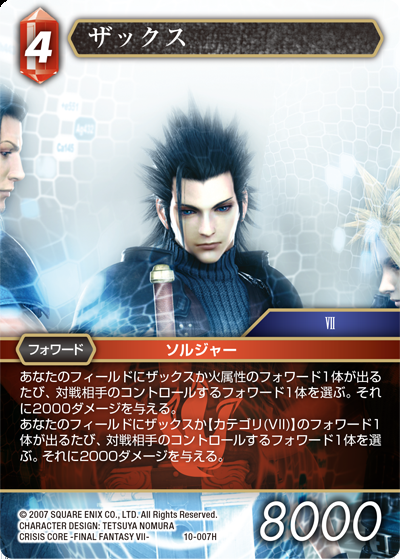 4
ザックス
VII
フォワード
ソルジャー
あなたのフィールドにザックスか火属性のフォワード1体が出る
たび、対戦相手のコントロールするフォワード1体を選ぶ。それ
に2000ダメージを与える。
あなたのフィールドにザックスか【カテゴリ(VII)】のフォワード1
体が出るたび、対戦相手のコントロールするフォワード1体を選
ぶ。それに2000ダメージを与える。
© 2007 SQUARE ENIX CO., LTD. All Rights Reserved.
CHARACTER DESIGN: TETSUYA NOMURA
CRISIS CORE -FINAL FANTASY VII-
10-007H
8000